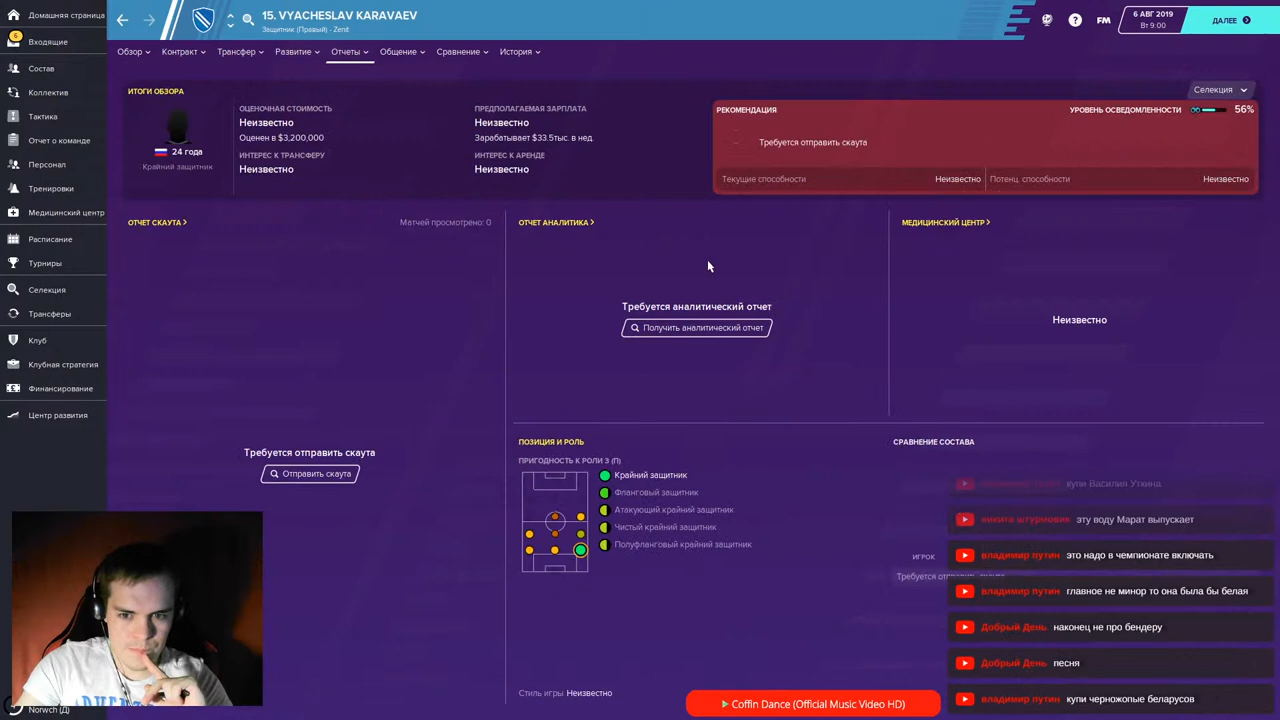 15. VYACHESLAV KARAVAEV
Защитник (Правый) - Zenit
6 АВГ 2019
Вт 9:00
ДАЛЕЕ
FM
Домашняя страница
6
Входящие
Состав
Коллектив
Тактика
Отчет о команде
Персонал
Тренировки
Медицинский центр
Расписание
Турниры
Селекция
Трансферы
Клуб
Клубная стратегия
Финансирование
Центр развития
Norwch (Д)
Обзор
Контракт
Трансфер
Развитие
Отчеты
Общение
Сравнение
История
ИТОГИ ОБЗОРА
Селекция
24 года
Крайний защитник
ОЦЕНОЧНАЯ СТОИМОСТЬ
Неизвестно
Оценен в $3,200,000
ИНТЕРЕС К ТРАНСФЕРУ
Неизвестно
ПРЕДПОЛАГАЕМАЯ ЗАРПЛАТА
Неизвестно
Зарабатывает $33.5тыс. в нед.
ИНТЕРЕС К АРЕНДЕ
Неизвестно
РЕКОМЕНДАЦИЯ
УРОВЕНЬ ОСВЕДОМЛЕННОСТИ
56%
Требуется отправить скаута
Текущие способности
Неизвестно
Потенц. способности
Неизвестно
ОТЧЕТ СКАУТА
Матчей просмотрено: 0
Требуется отправить скаута
Отправить скаута
ОТЧЕТ АНАЛИТИКА
Требуется аналитический отчет
Получить аналитический отчет
МЕДИЦИНСКИЙ ЦЕНТР
Неизвестно
ПОЗИЦИЯ И РОЛЬ
ПРИГОДНОСТЬ К РОЛИ З (П)
Крайний защитник
Фланговый защитник
Атакующий крайний защитник
Чистый крайний защитник
Полуфланговый крайний защитник
Стиль игры Неизвестно
СРАВНЕНИЕ СОСТАВА
ИГРОК
Требуется отправить скаута
купи Василия Уткина
никита штурмовик эту воду Марат выпускает
владимир путин это надо в чемпионате включать
владимир путин главное не минор то она была бы белая
Добрый День наконец не про бендеру
Добрый День песня
владимир путин купи черножопые беларусов
Coffin Dance (Official Music Video HD)